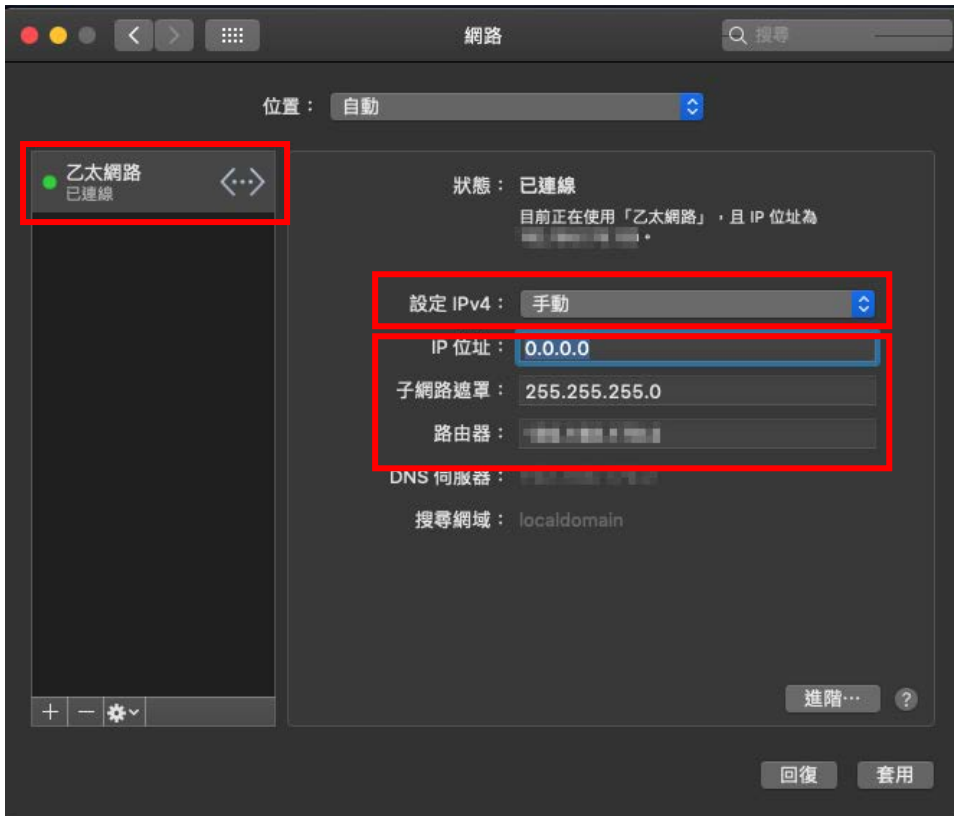 網路
搜尋
位置： 自動
乙太網路
已連線
狀態： 已連線
目前正在使用「乙太網路」，且 IP 位址為
。
設定 IPv4： 手動
IP 位址： 0.0.0.0
子網路遮罩： 255.255.255.0
路由器：
DNS 伺服器：
搜尋網域： localdomain
進階… ?
回復 套用